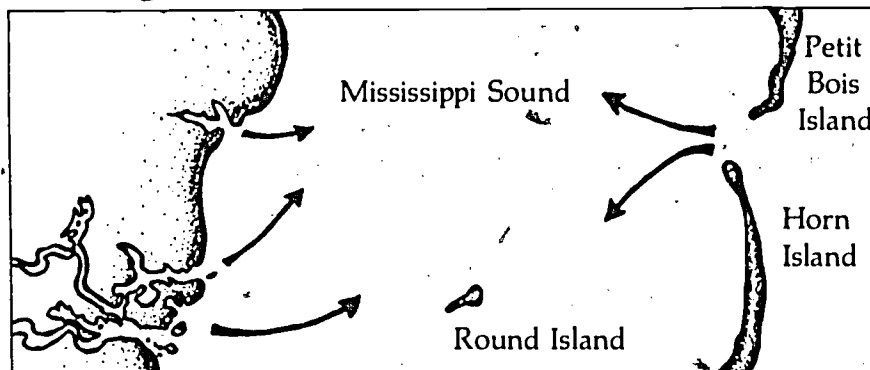 Mississippi Sound
Petit
Bois
Island
Horn
Island
Round Island